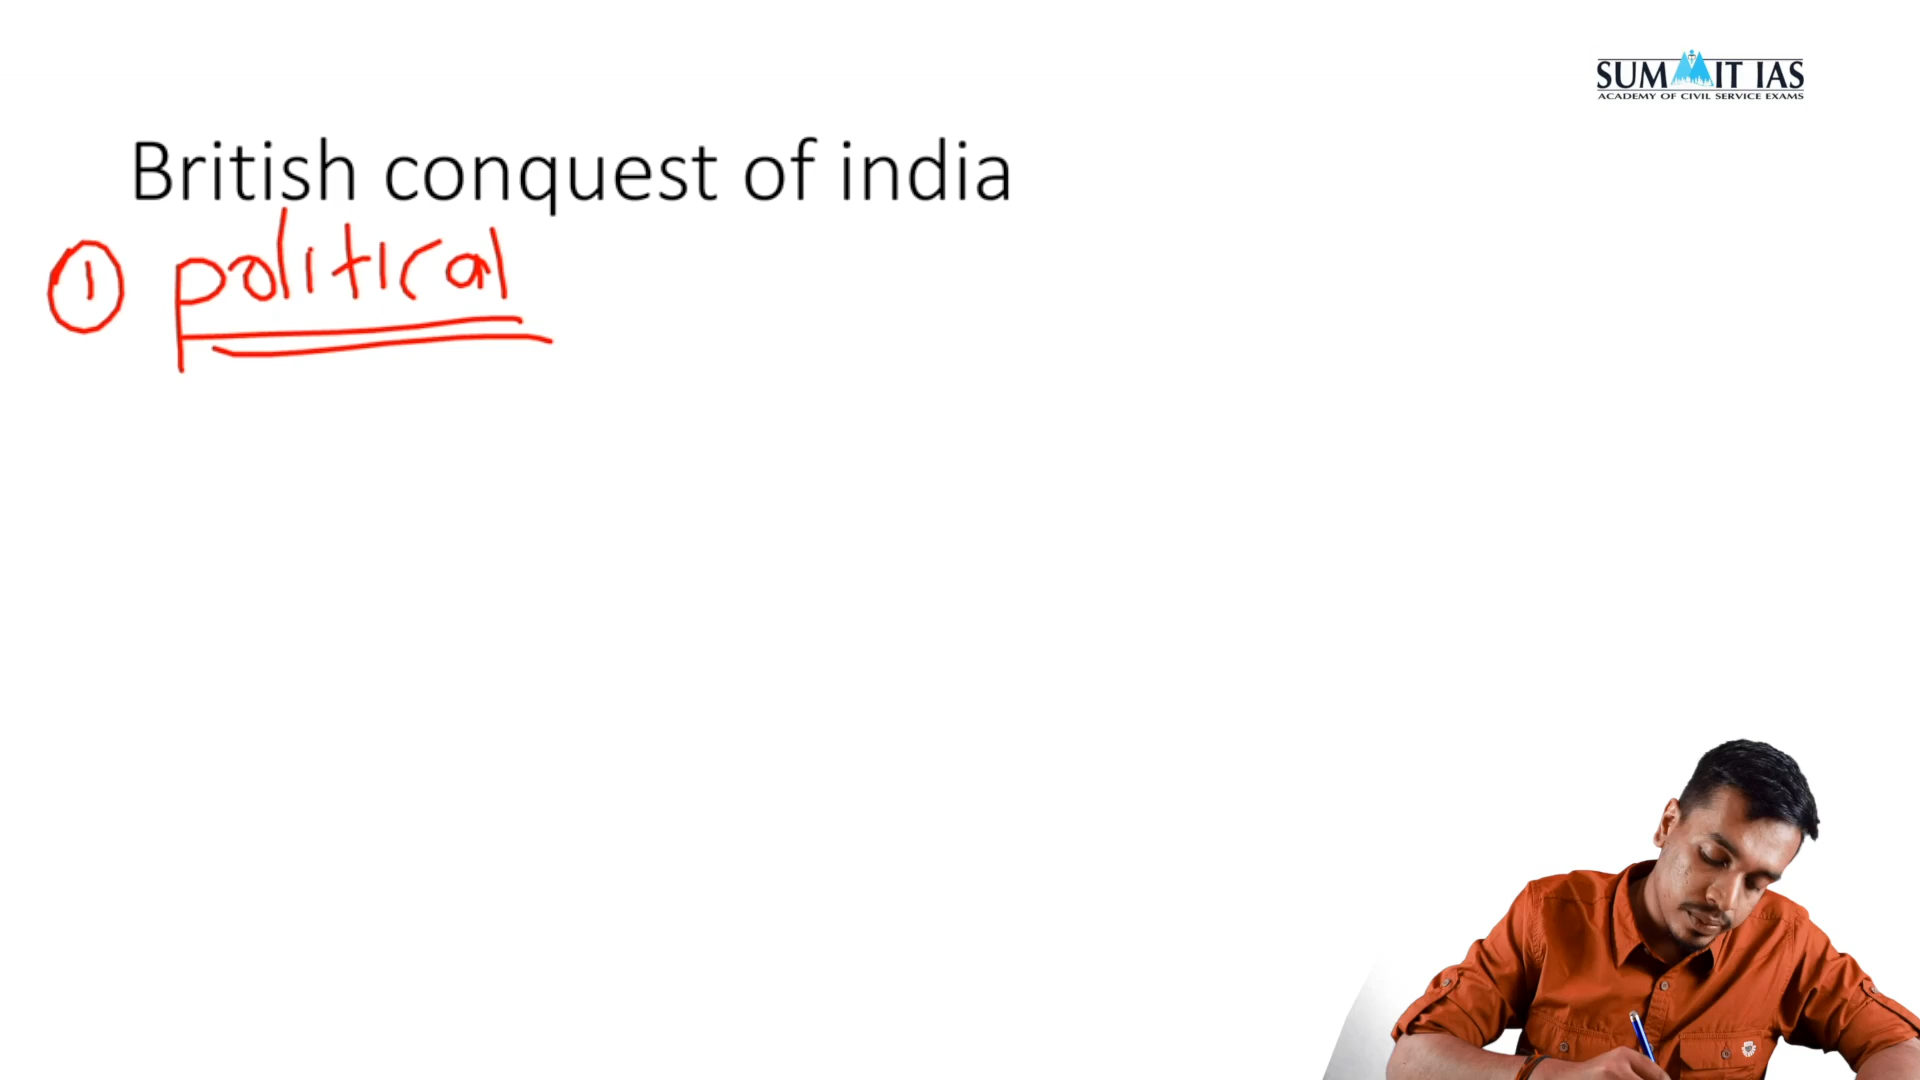 SUMMIT IAS
ACADEMY OF CIVIL SERVICE EXAMS
British conquest of india
① political